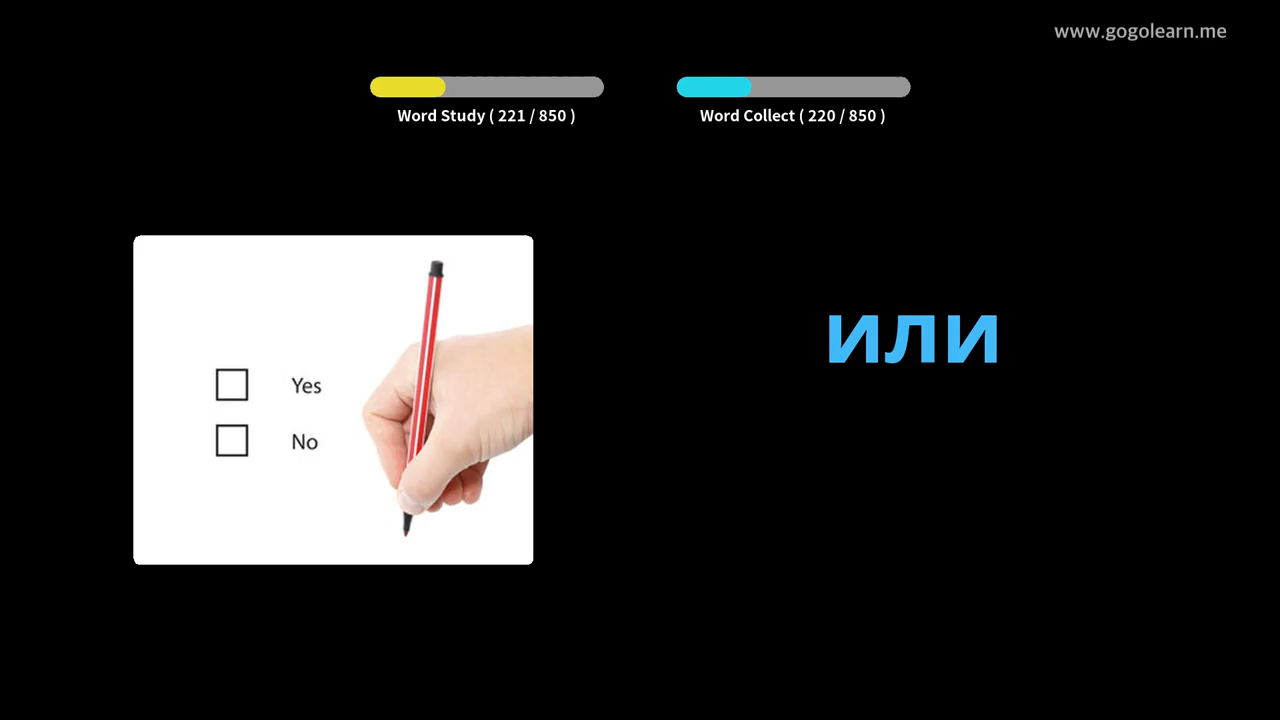 www.gogolearn.me
Word Study ( 221 / 850 )
Word Collect ( 220 / 850 )
Yes
No
или